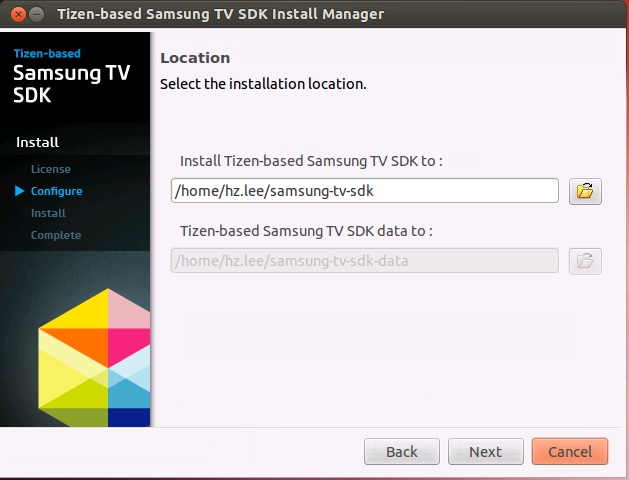 Tizen-based Samsung TV SDK Install Manager
Tizen-based
Samsung TV
SDK
Install
License
Configure
Install
Complete
Location
Select the installation location.
Install Tizen-based Samsung TV SDK to :
/home/hz.lee/samsung-tv-sdk
Tizen-based Samsung TV SDK data to :
/home/hz.lee/samsung-tv-sdk-data
Back
Next
Cancel